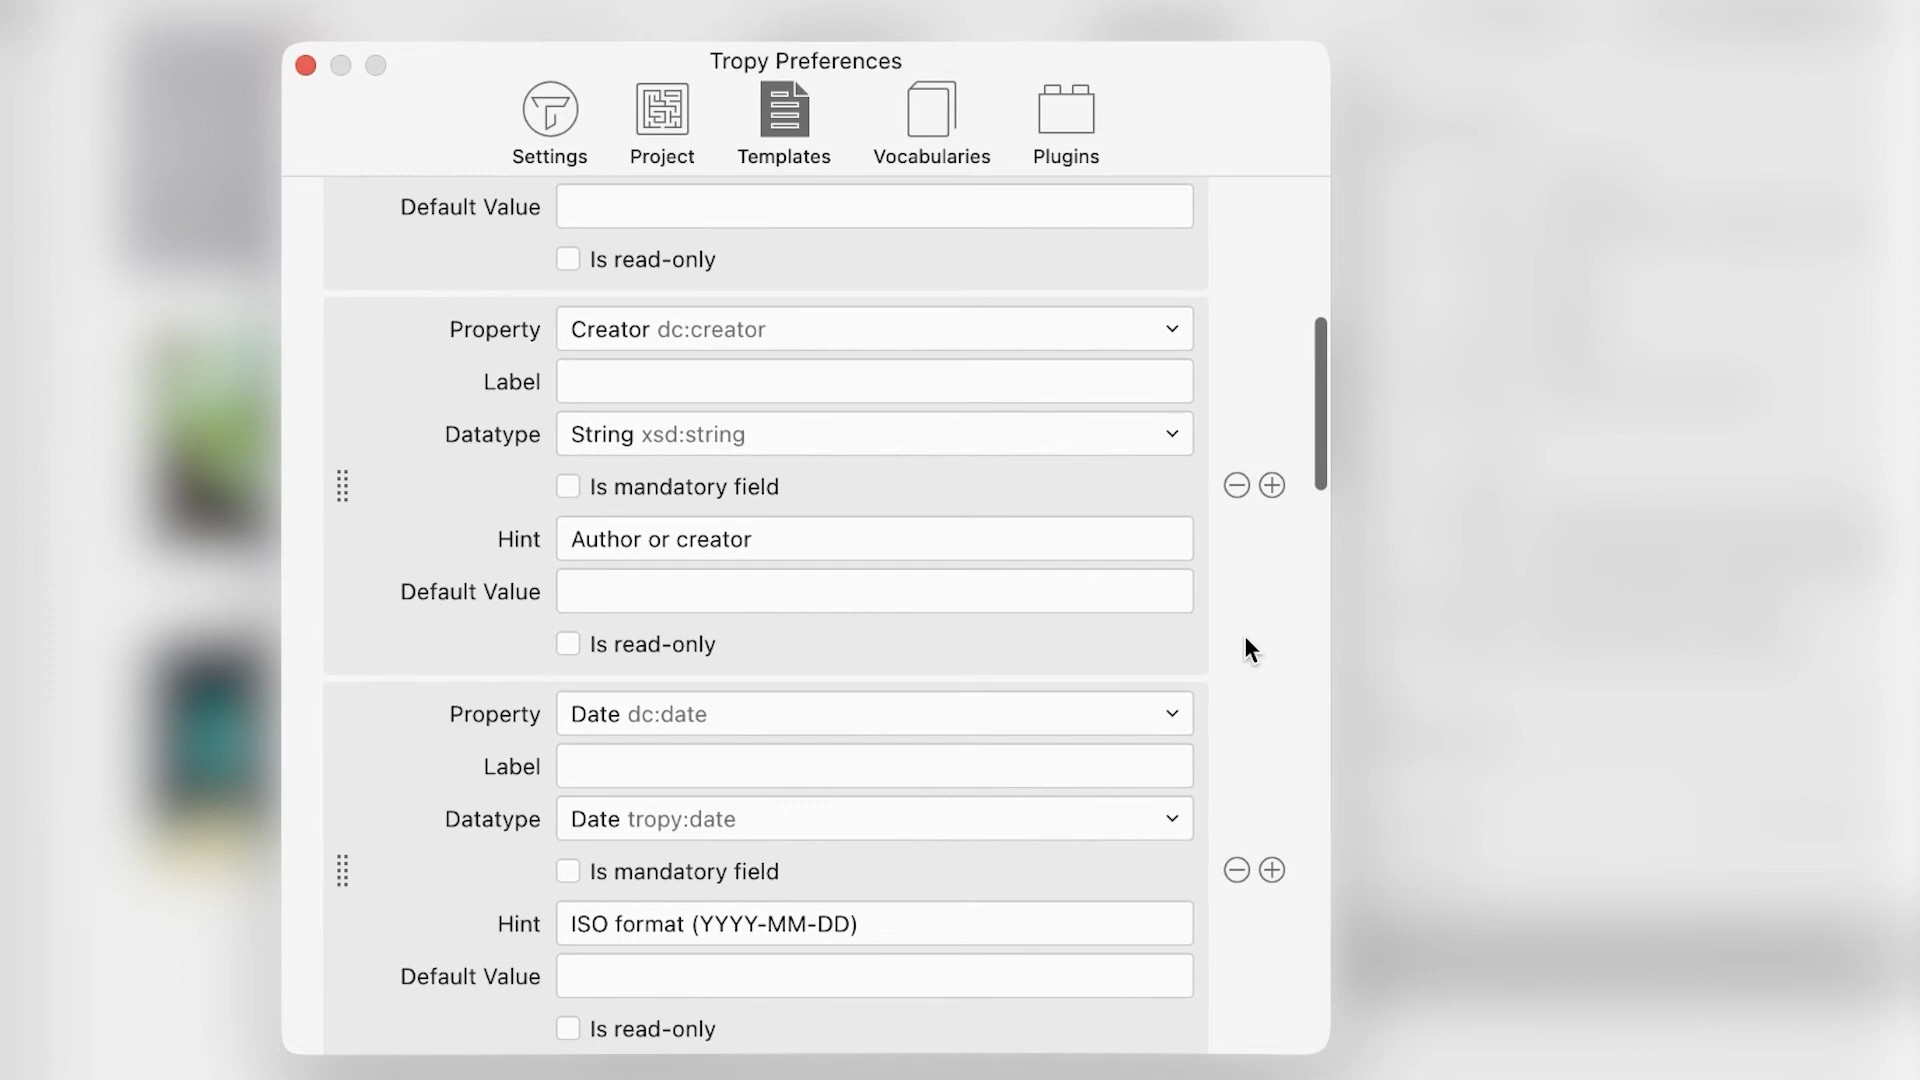 Tropy Preferences
Settings Project Templates Vocabularies Plugins
Default Value
Is read-only
Property Creator dc:creator
Label
Datatype String xsd:string
Is mandatory field
Hint Author or creator
Default Value
Is read-only
Property Date dc:date
Label
Datatype Date tropy:date
Is mandatory field
Hint ISO format (YYYY-MM-DD)
Default Value
Is read-only